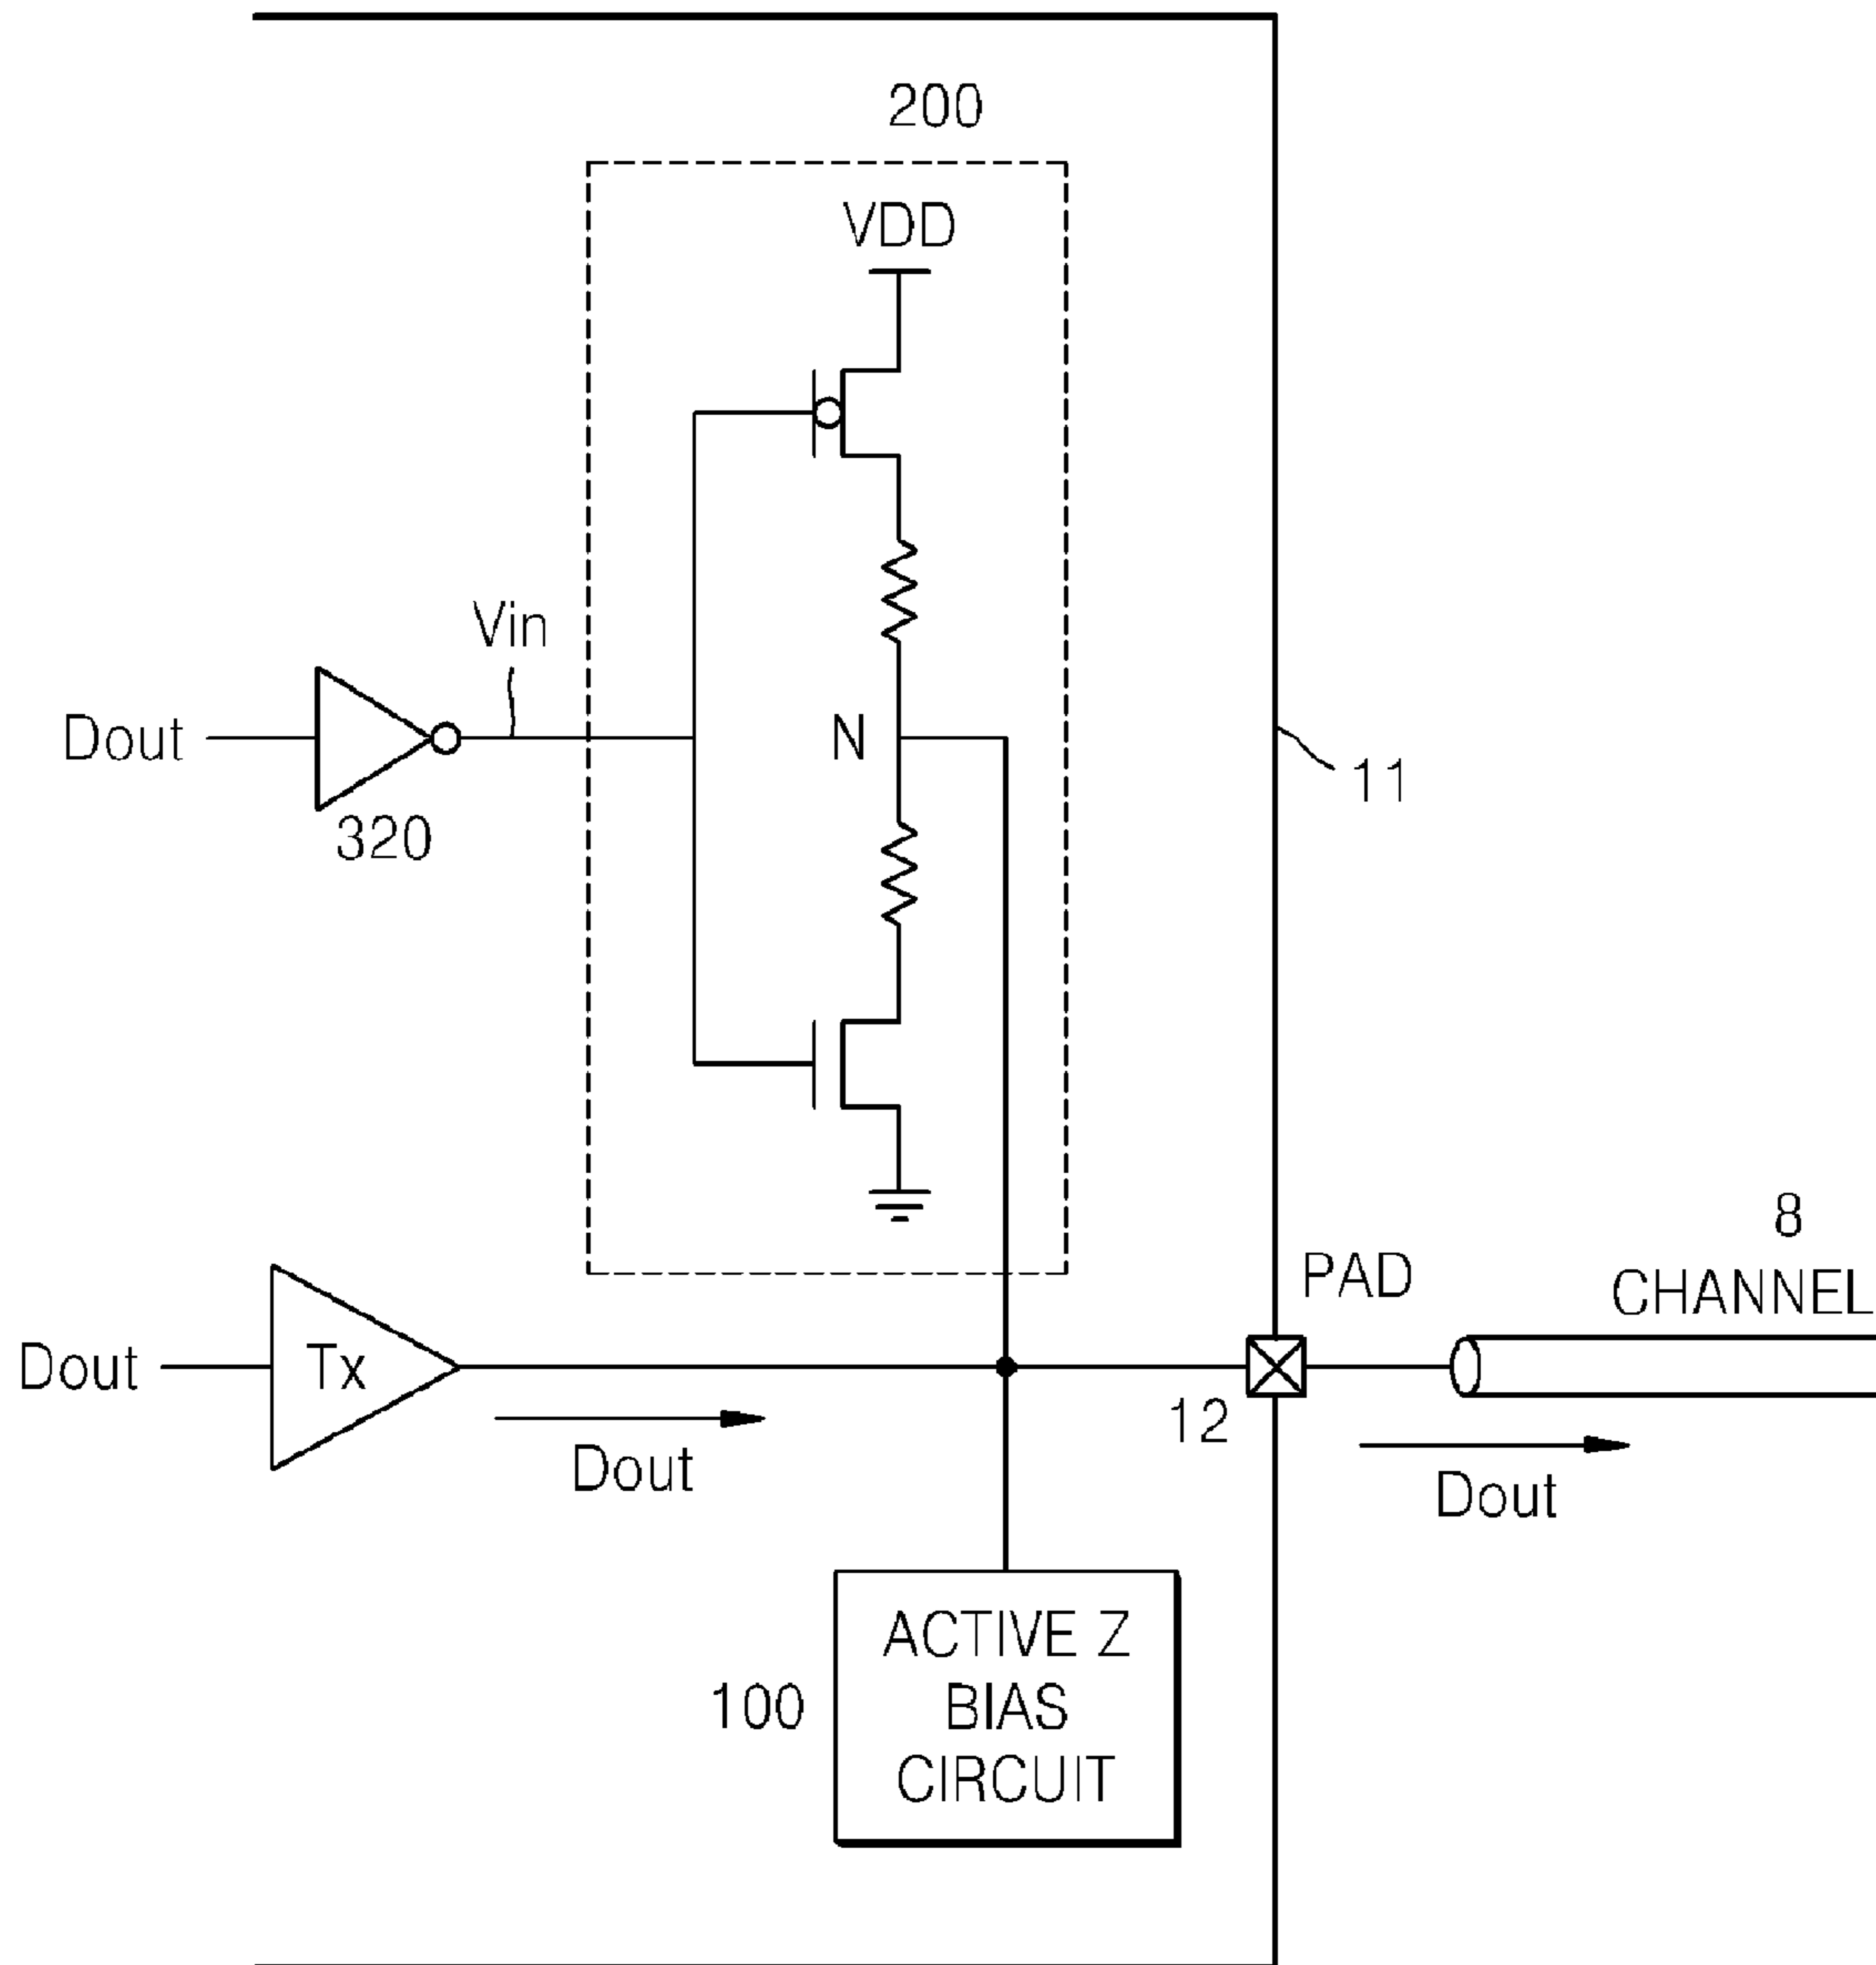 200
VDD
Vin
Dout
N
11
320
8
PAD
CHANNEL
Dout
Tx
12
Dout
Dout
ACTIVE Z
BIAS
CIRCUIT
100